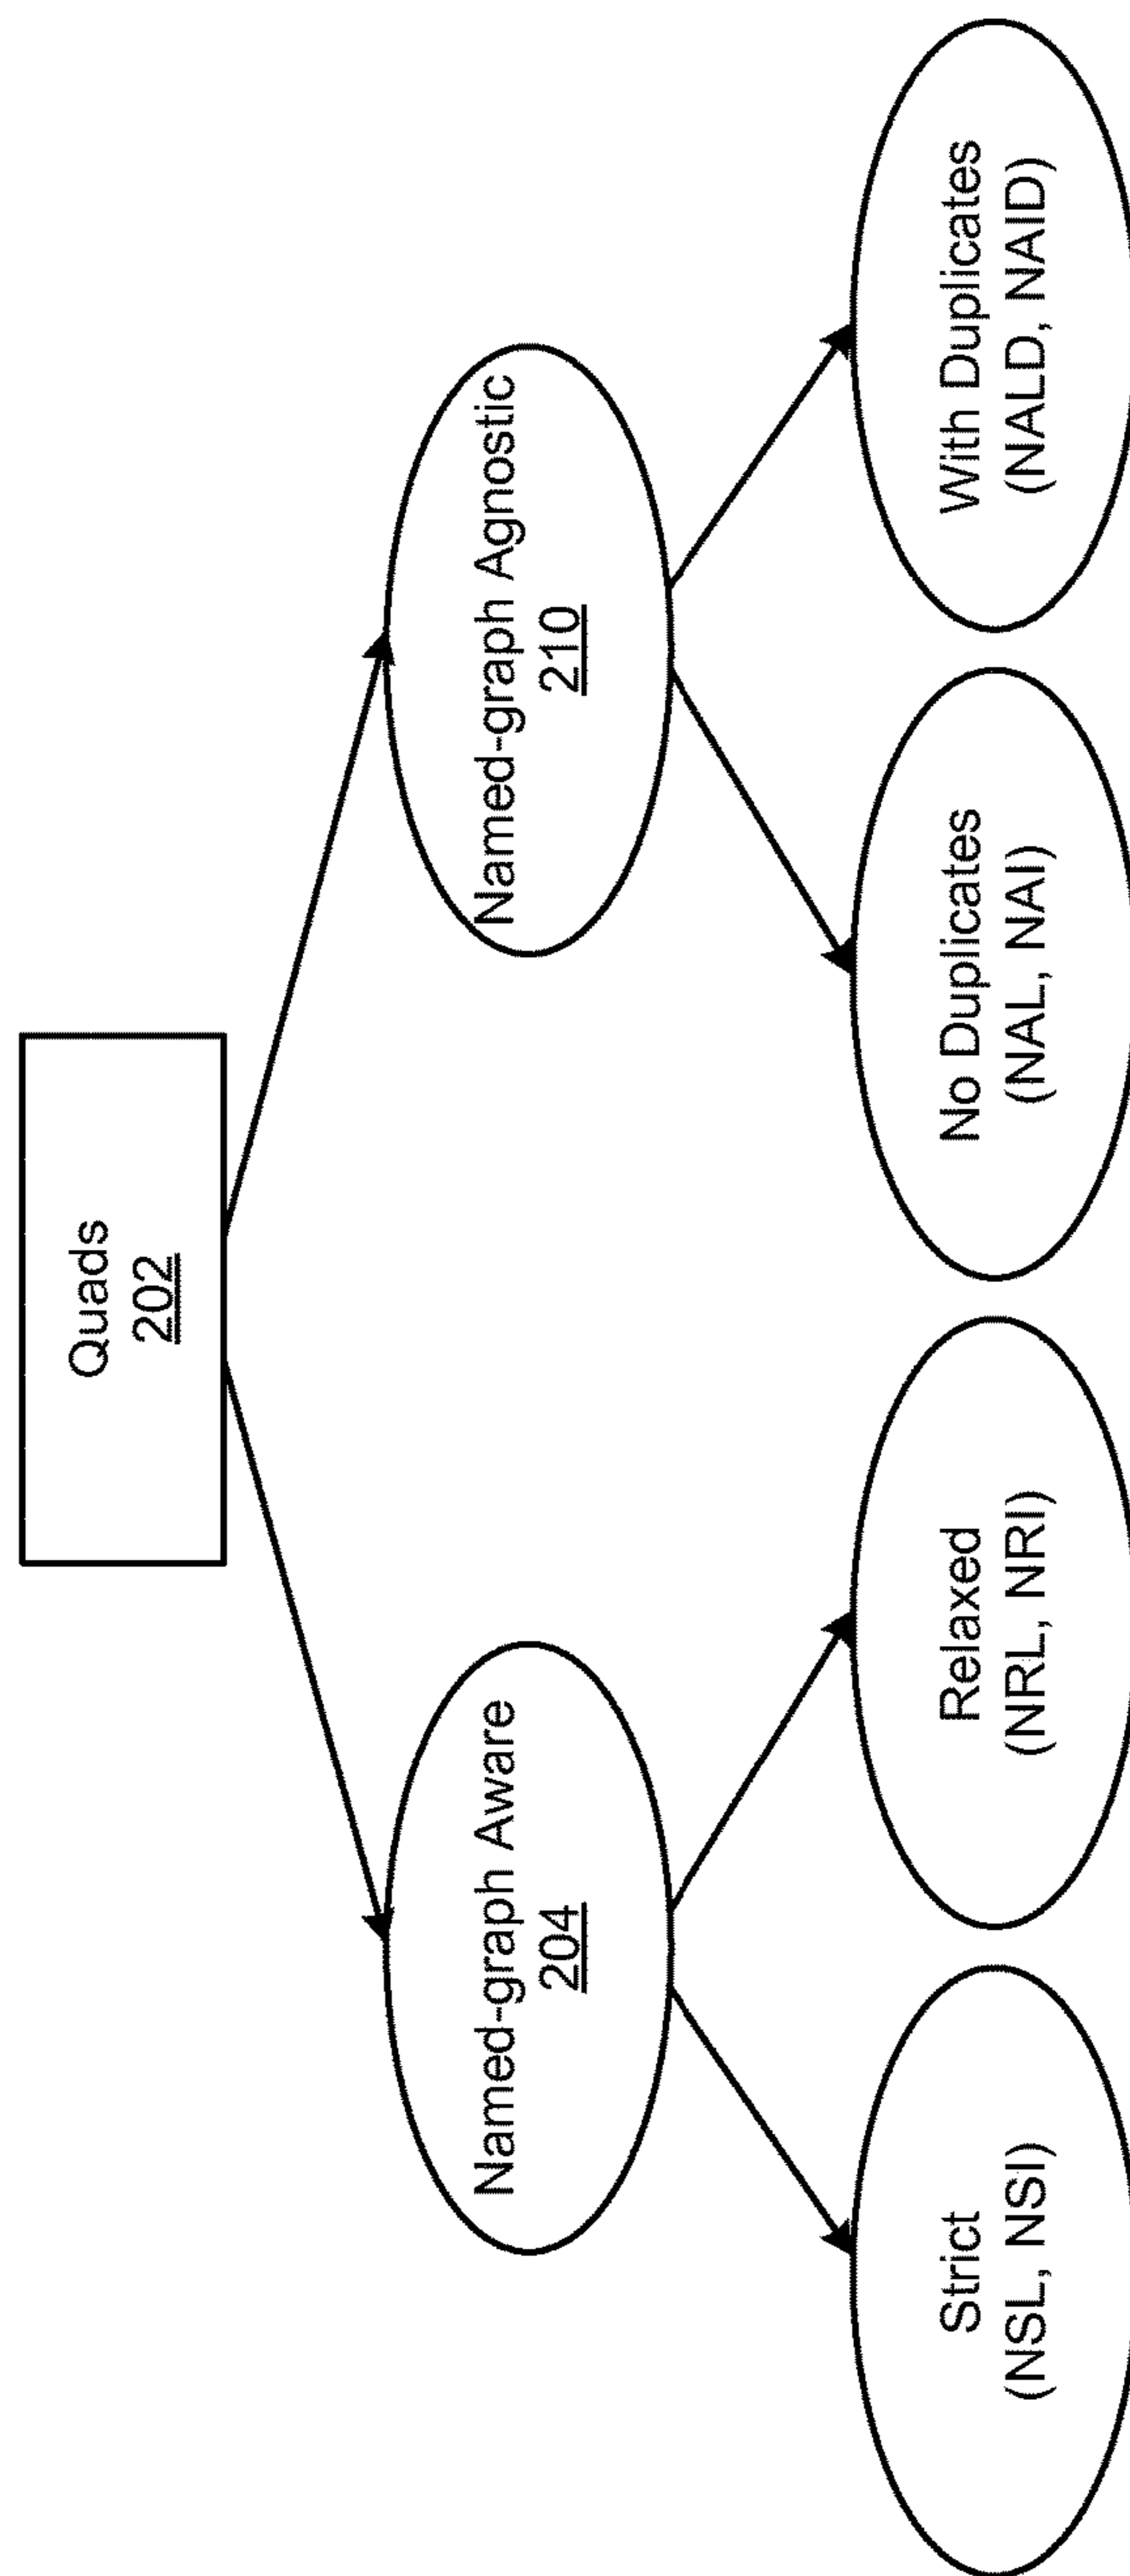 Quads
202
Named-graph Aware
204
Named-graph Agnostic
210
Strict
(NSL, NSI)
Relaxed
(NRL, NRI)
No Duplicates
(NAL, NAI)
With Duplicates
(NALD, NAID)